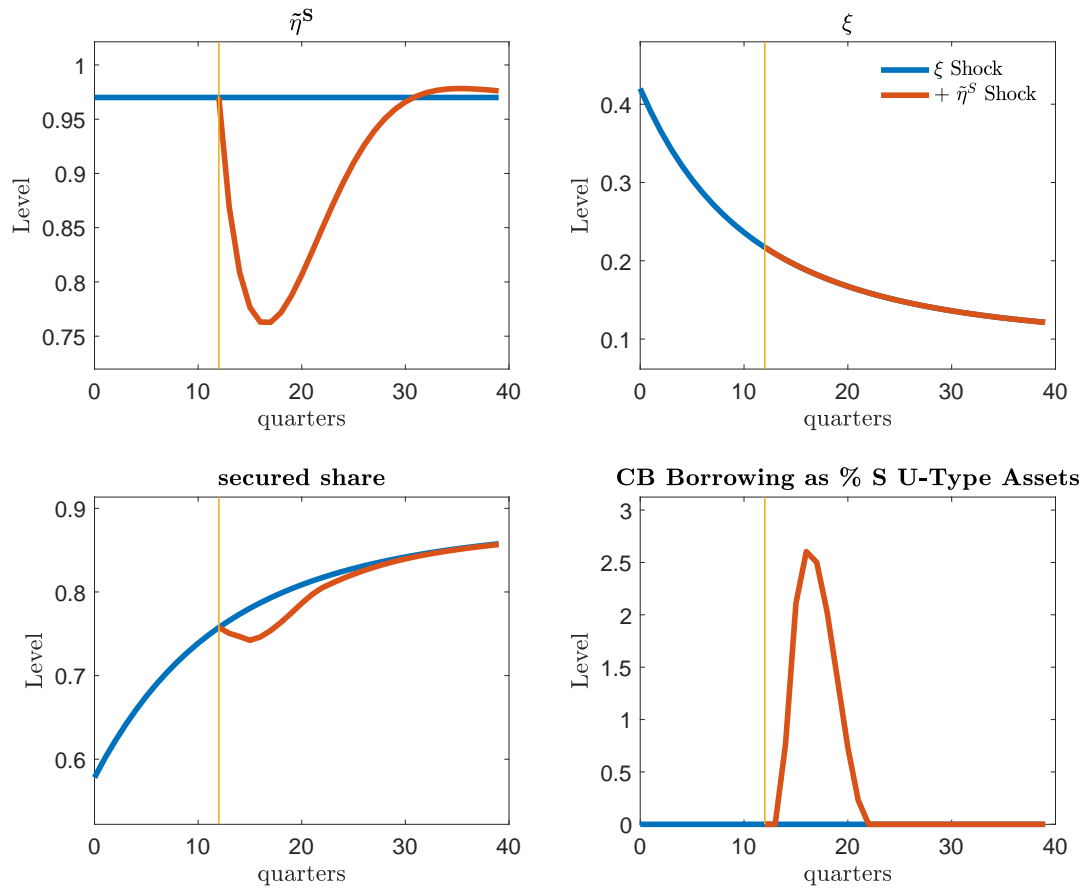 η̃^S
1
0.95
0.9
0.85
0.8
0.75
Level
0 10 20 30 40
quarters
ξ
ξ Shock
+ η̃^S Shock
0.4
0.3
0.2
0.1
Level
0 10 20 30 40
quarters
secured share
0.9
0.8
0.7
0.6
Level
0 10 20 30 40
quarters
CB Borrowing as % S U-Type Assets
3
2.5
2
1.5
1
0.5
0
Level
0 10 20 30 40
quarters